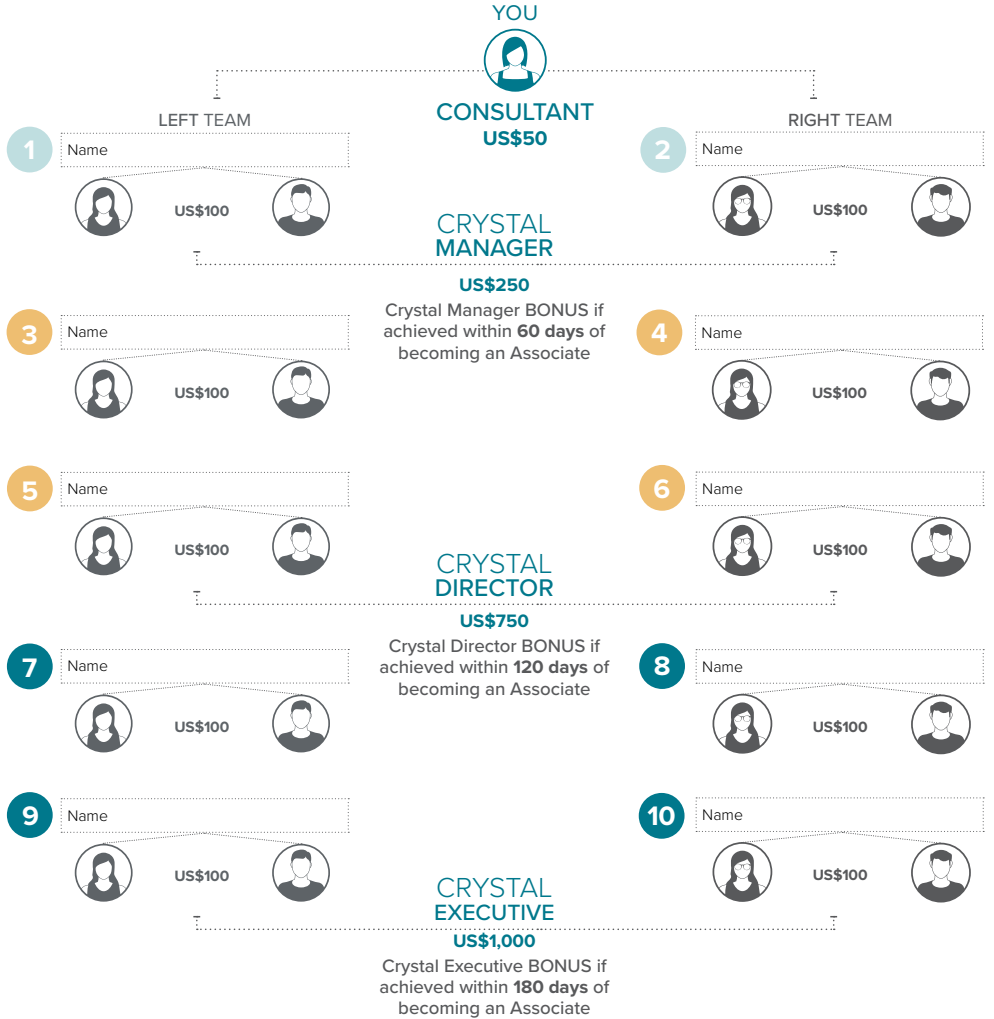 YOU
CONSULTANT
US$50
LEFT TEAM
RIGHT TEAM
1
Name
US$100
2
Name
US$100
CRYSTAL
MANAGER
US$250
Crystal Manager BONUS if
achieved within 60 days of
becoming an Associate
3
Name
US$100
4
Name
US$100
5
Name
US$100
6
Name
US$100
CRYSTAL
DIRECTOR
US$750
Crystal Director BONUS if
achieved within 120 days of
becoming an Associate
7
Name
US$100
8
Name
US$100
9
Name
US$100
10
Name
US$100
CRYSTAL
EXECUTIVE
US$1,000
Crystal Executive BONUS if
achieved within 180 days of
becoming an Associate